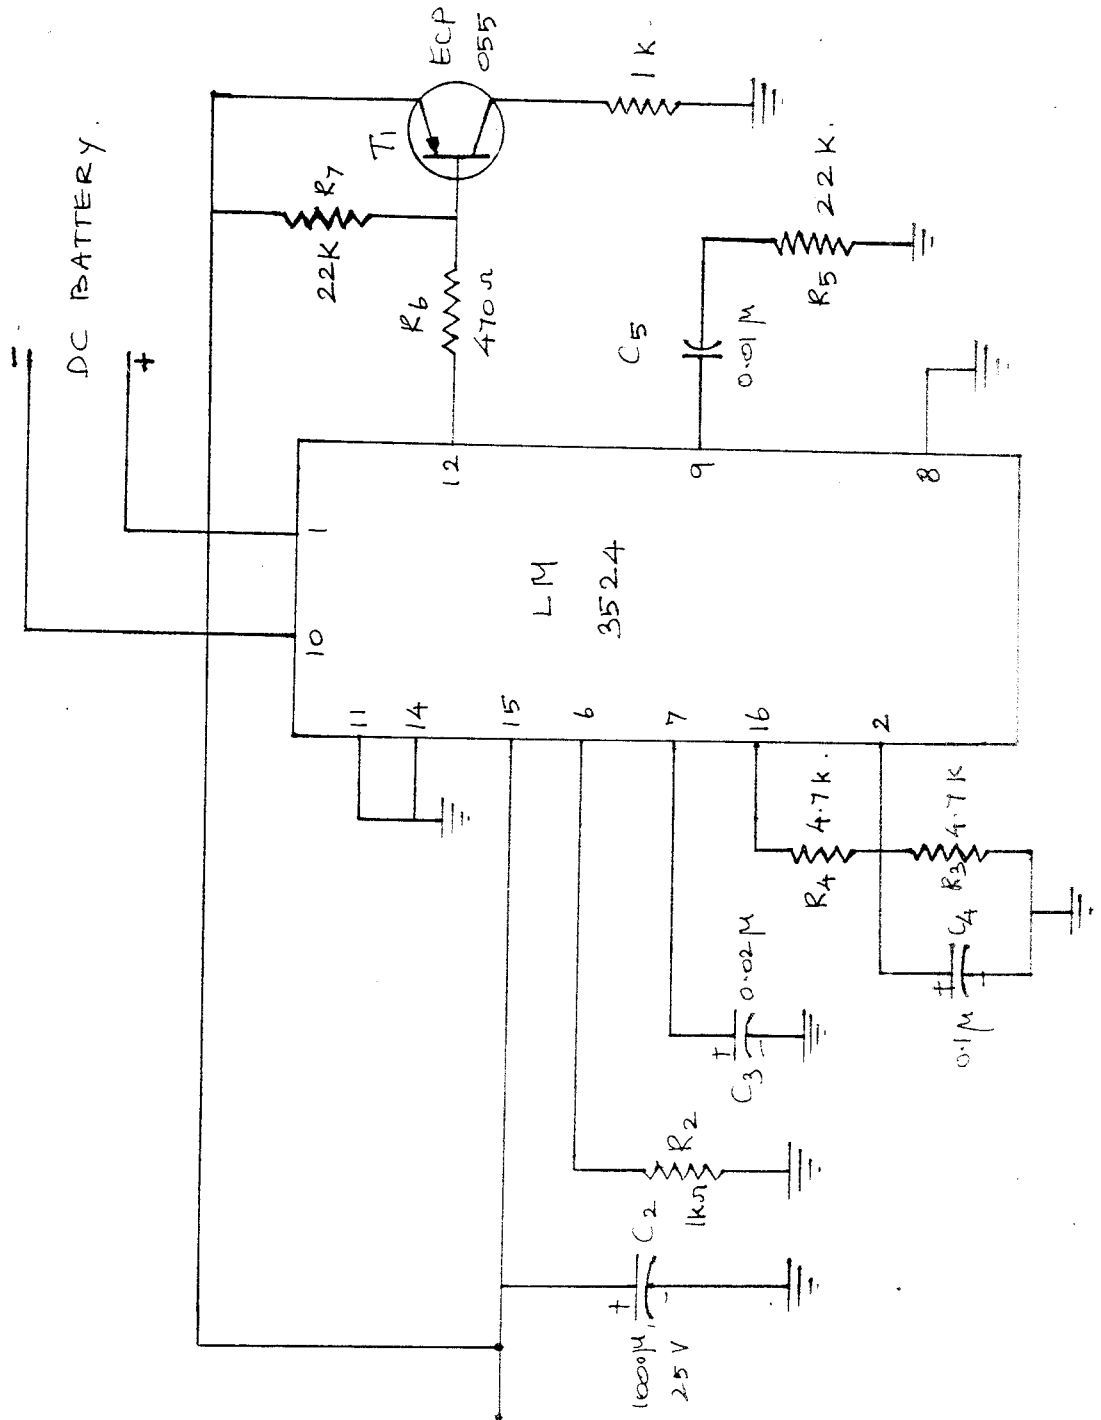 DC BATTERY.
-
+
ECP
055
T1
R7
22K
R6
470Ω
1K.
C5
0.01μ
R5
22K.
LM
3524
1
10
12
9
8
11
14
15
6
7
16
2
R4
4.7K.
R3
4.7K
+
C4
0.1μ
+
C3
0.02μ
R2
1KΩ
+
C2
1000μ,
25V